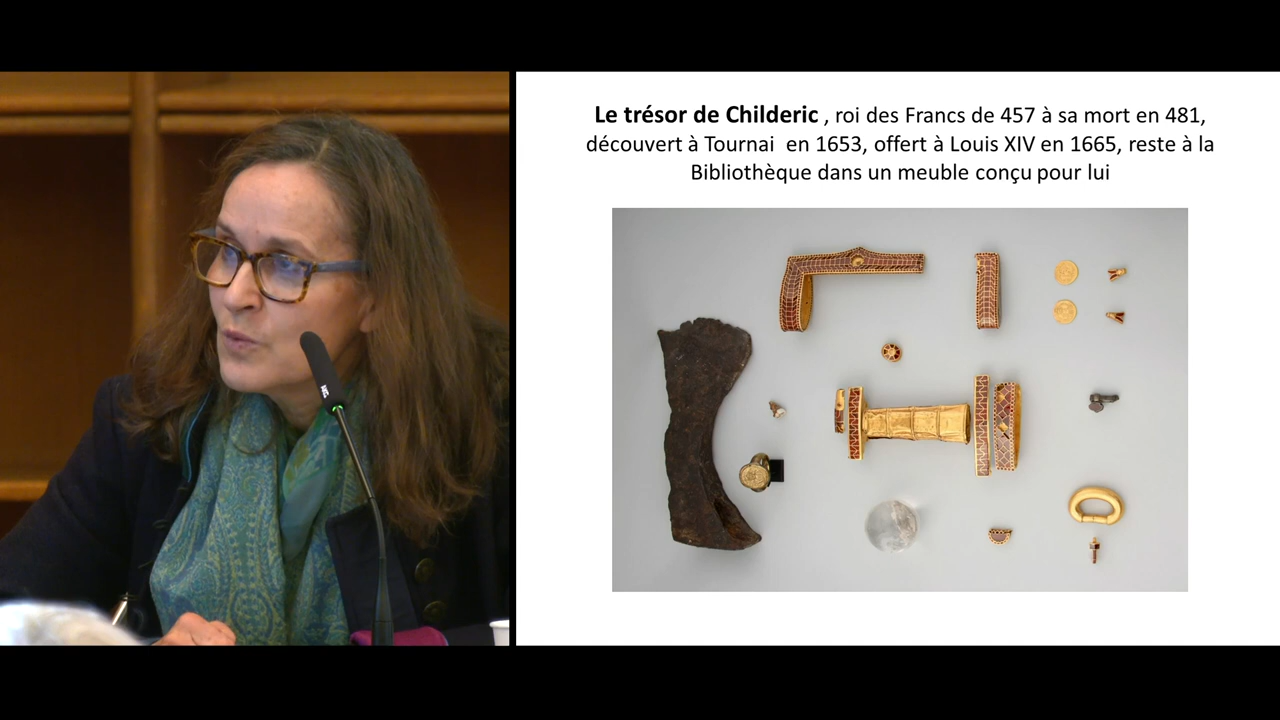 Le trésor de Childeric , roi des Francs de 457 à sa mort en 481,
découvert à Tournai en 1653, offert à Louis XIV en 1665, reste à la
Bibliothèque dans un meuble conçu pour lui